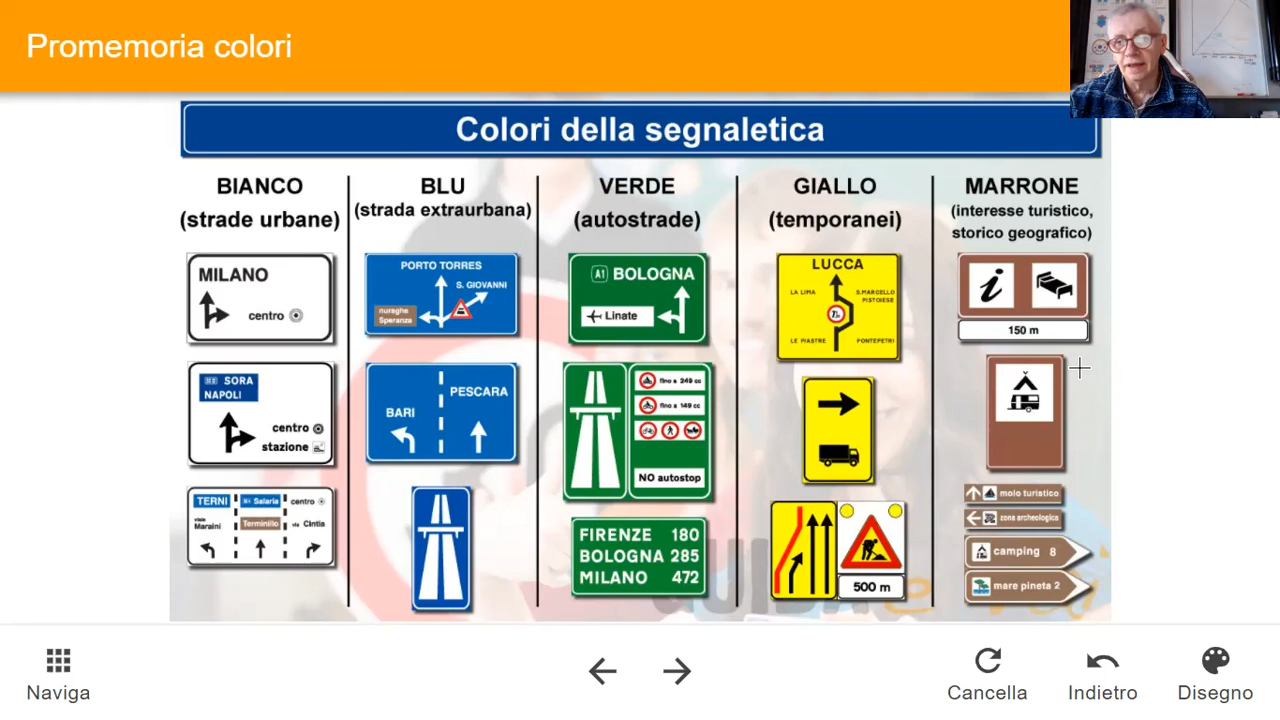 Promemoria colori
Colori della segnaletica
BIANCO
(strade urbane)
MILANO
centro
SORA
NAPOLI
centro
stazione
TERNI
Salaria
centro
viale
Maraini
Terminillo
via Cintia
BLU
(strada extraurbana)
PORTO TORRES
S. GIOVANNI
nuraghe
Speranza
BARI
PESCARA
VERDE
(autostrade)
A1 BOLOGNA
Linate
fino a 249 cc
fino a 149 cc
NO autostop
FIRENZE 180
BOLOGNA 285
MILANO 472
GIALLO
(temporanei)
LUCCA
LA LIMA
S.MARCELLO
PISTOIESE
LE PIASTRE
PONTEPETRI
500 m
MARRONE
(interesse turistico,
storico geografico)
i
150 m
molo turistico
zona archeologica
camping 8
mare pineta 2
Naviga
Cancella
Indietro
Disegno